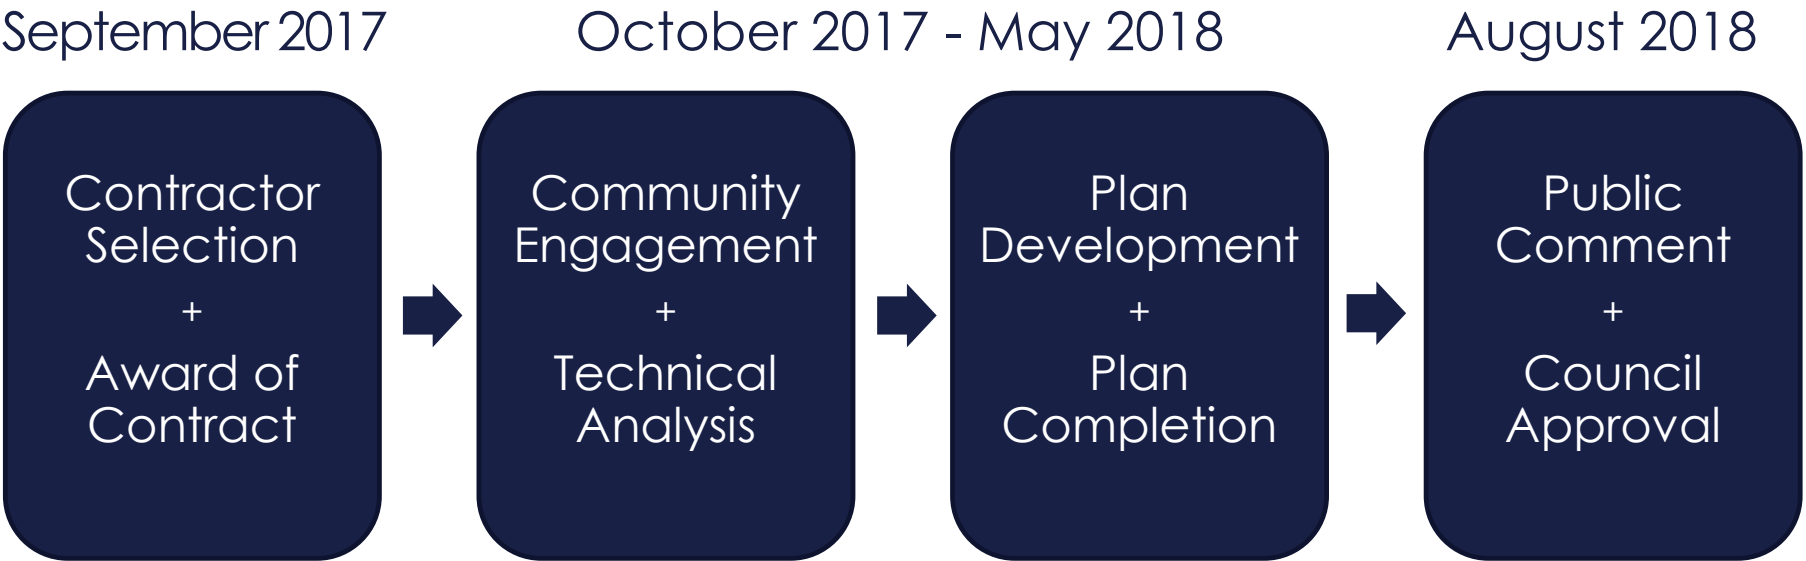 September 2017
October 2017 - May 2018
August 2018
Contractor
Selection
+
Award of
Contract
Community
Engagement
+
Technical
Analysis
Plan
Development
+
Plan
Completion
Public
Comment
+
Council
Approval